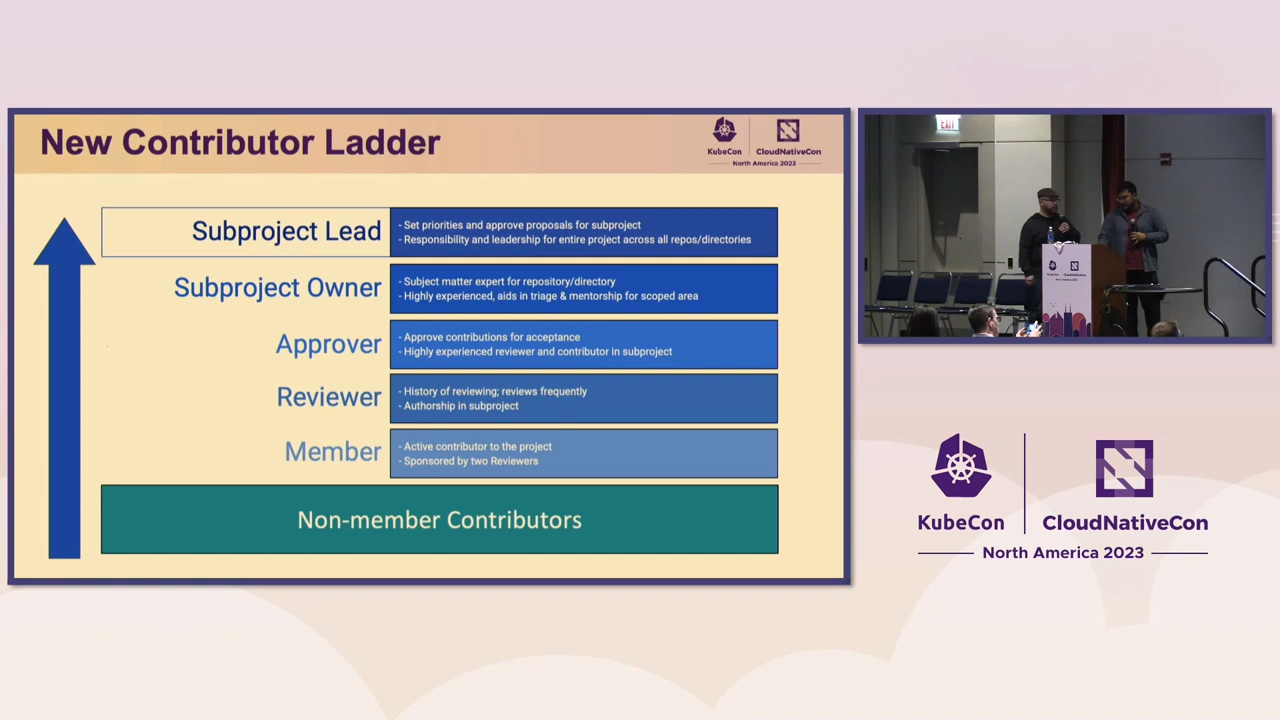 New Contributor Ladder
KubeCon
CloudNativeCon
North America 2023
Subproject Lead
- Set priorities and approve proposals for subproject
- Responsibility and leadership for entire project across all repos/directories
Subproject Owner
- Subject matter expert for repository/directory
- Highly experienced, aids in triage & mentorship for scoped area
Approver
- Approve contributions for acceptance
- Highly experienced reviewer and contributor in subproject
Reviewer
- History of reviewing; reviews frequently
- Authorship in subproject
Member
- Active contributor to the project
- Sponsored by two Reviewers
Non-member Contributors
EXIT
KubeCon
CloudNativeCon
North America 2023